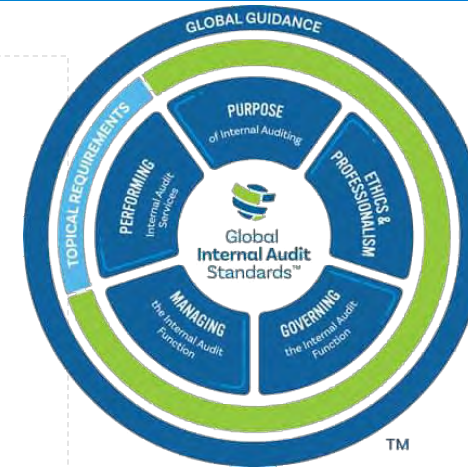 GLOBAL GUIDANCE
TOPICAL REQUIREMENTS
PURPOSE
of Internal Auditing
ETHICS &
PROFESSIONALISM
GOVERNING
the Internal Audit
Function
MANAGING
the Internal Audit
Function
PERFORMING
Internal Audit
Services
Global
Internal Audit
Standards™
TM